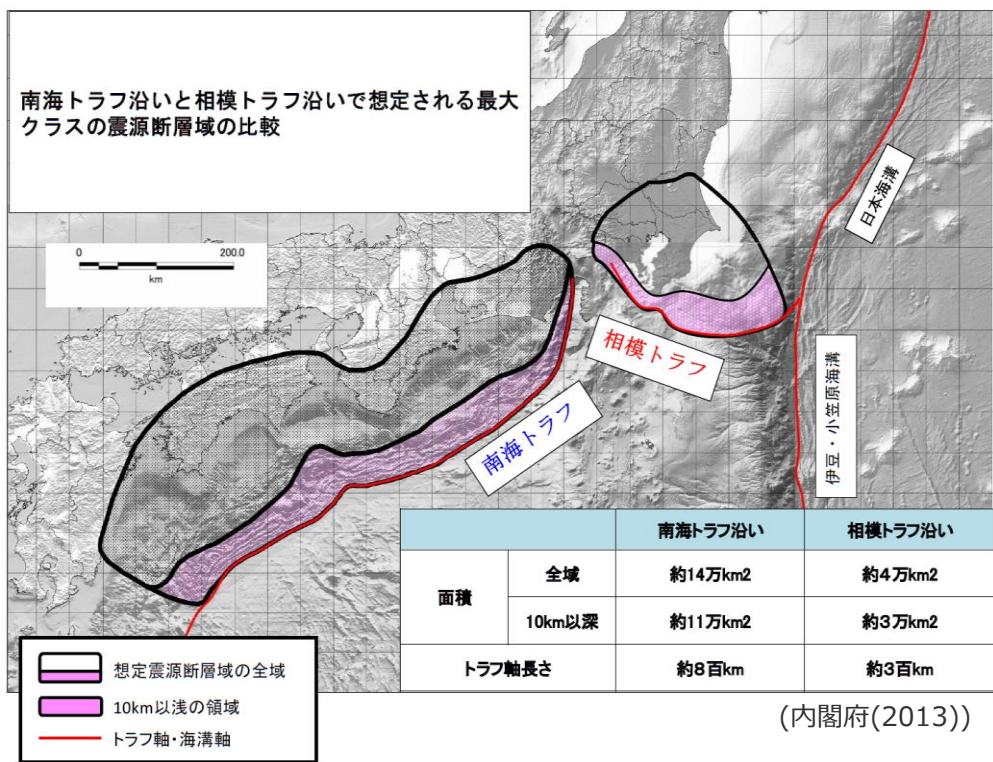 南海トラフ沿いと相模トラフ沿いで想定される最大
クラスの震源断層域の比較
0 200.0
km
日本海溝
相模トラフ
南海トラフ
伊豆・小笠原海溝
南海トラフ沿い 相模トラフ沿い
面積 全域 約14万km2 約4万km2
10km以深 約11万km2 約3万km2
トラフ軸長さ 約8百km 約3百km
想定震源断層域の全域
10km以浅の領域
トラフ軸・海溝軸
(内閣府(2013))